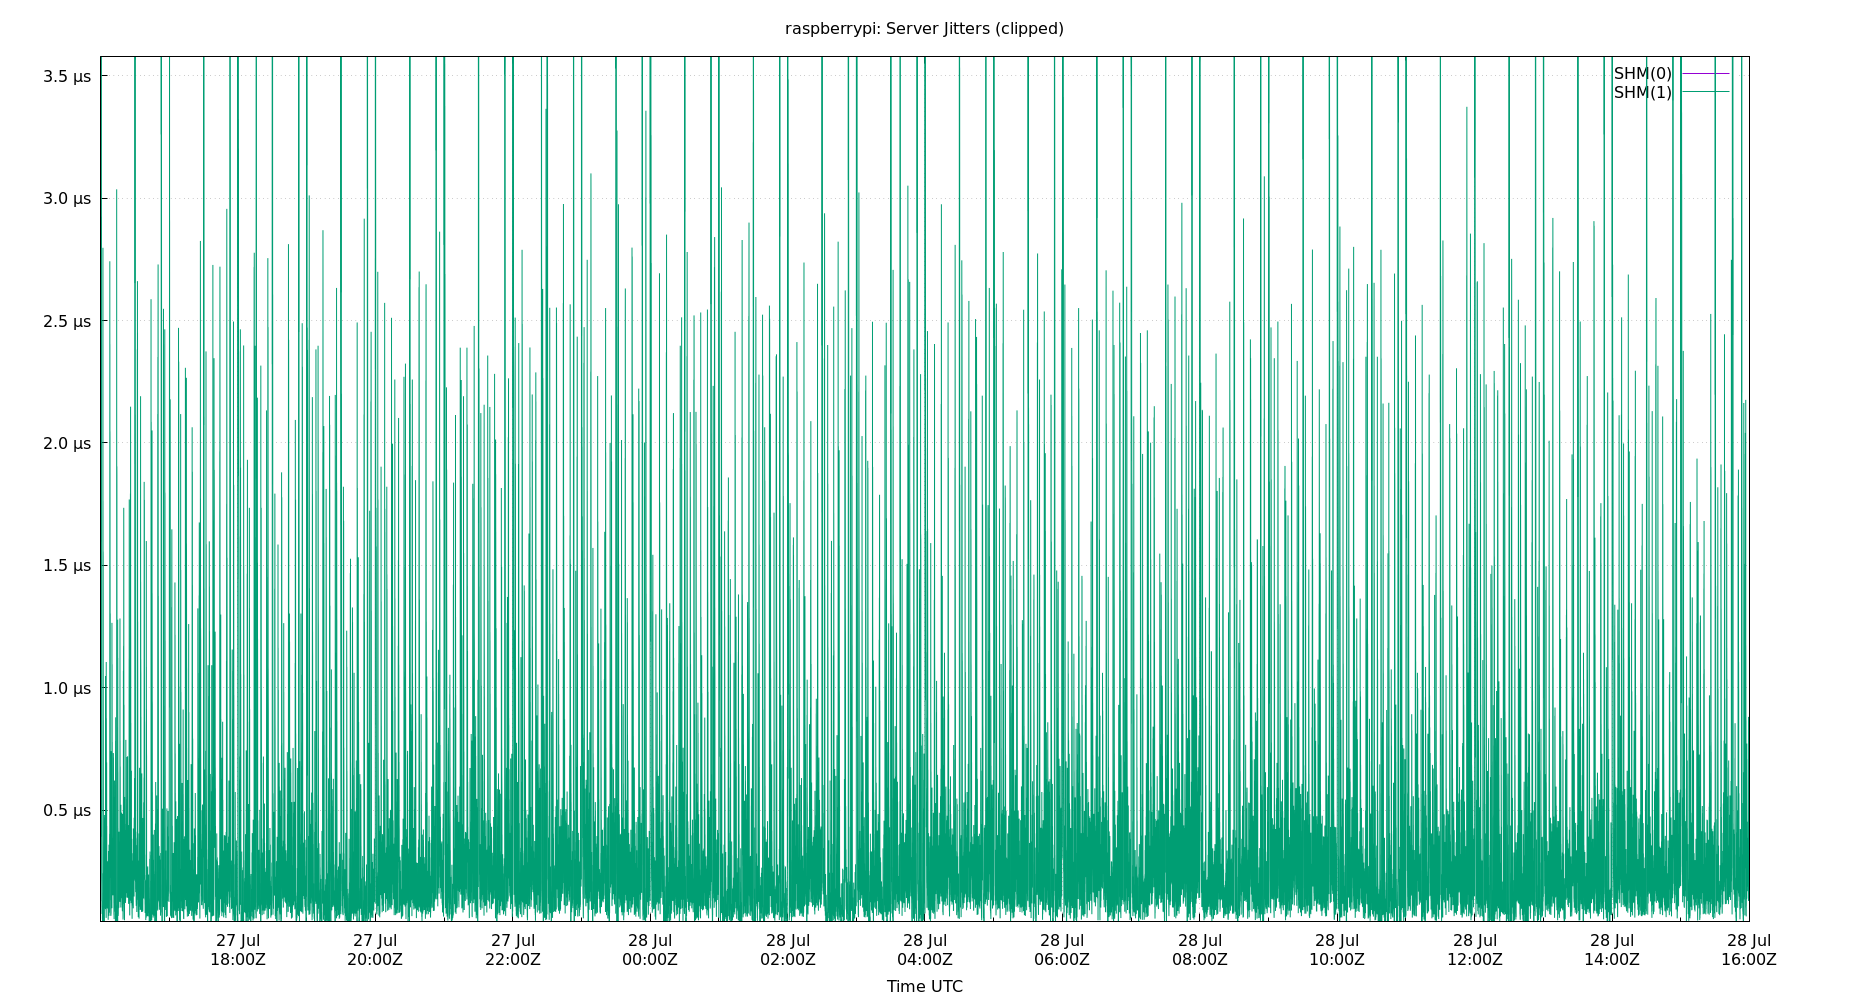 raspberrypi: Server Jitters (clipped)
SHM(0)
SHM(1)
3.5 µs
3.0 µs
2.5 µs
2.0 µs
1.5 µs
1.0 µs
0.5 µs
27 Jul 27 Jul 27 Jul 28 Jul 28 Jul 28 Jul 28 Jul 28 Jul 28 Jul 28 Jul 28 Jul 28 Jul
18:00Z 20:00Z 22:00Z 00:00Z 02:00Z 04:00Z 06:00Z 08:00Z 10:00Z 12:00Z 14:00Z 16:00Z
Time UTC